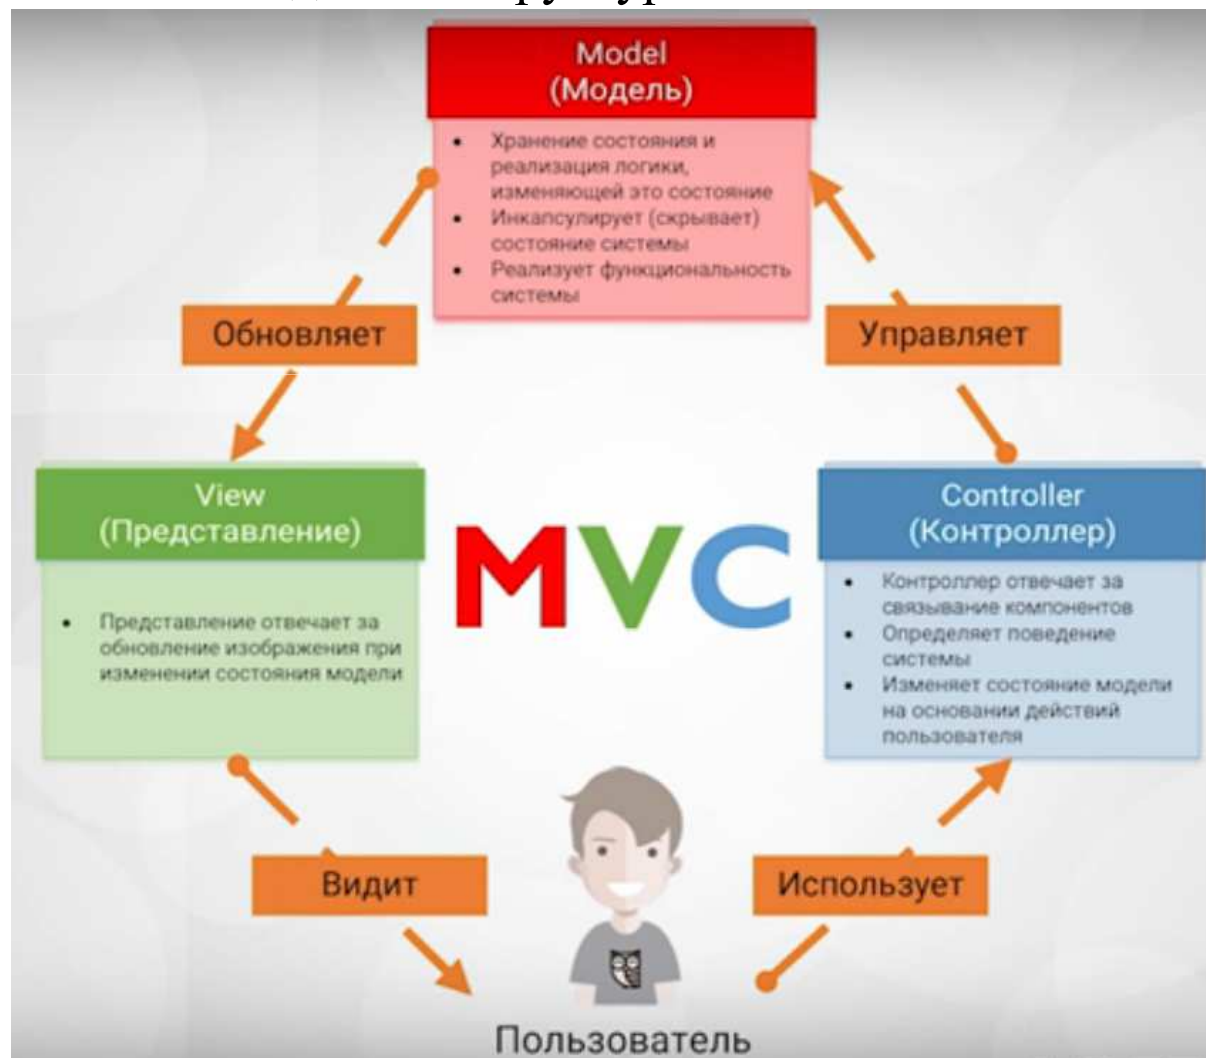 Model
(Модель)
• Хранение состояния и
реализация логики,
изменяющей это состояние
• Инкапсулирует (скрывает)
состояние системы
• Реализует функциональность
системы
Обновляет
Управляет
View
(Представление)
• Представление отвечает за
обновление изображения при
изменении состояния модели
MVC
Controller
(Контроллер)
• Контроллер отвечает за
связывание компонентов
• Определяет поведение
системы
• Изменяет состояние модели
на основании действий
пользователя
Видит
Использует
Пользователь